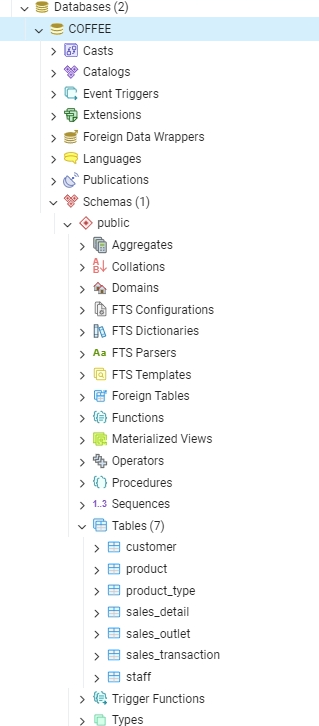 Databases (2)
COFFEE
Casts
Catalogs
Event Triggers
Extensions
Foreign Data Wrappers
Languages
Publications
Schemas (1)
public
Aggregates
A
B
Collations
Domains
FTS Configurations
FTS Dictionaries
Aa FTS Parsers
FTS Templates
Foreign Tables
Functions
Materialized Views
Operators
Procedures
1..3 Sequences
Tables (7)
customer
product
product_type
sales_detail
sales_outlet
sales_transaction
staff
Trigger Functions
Types